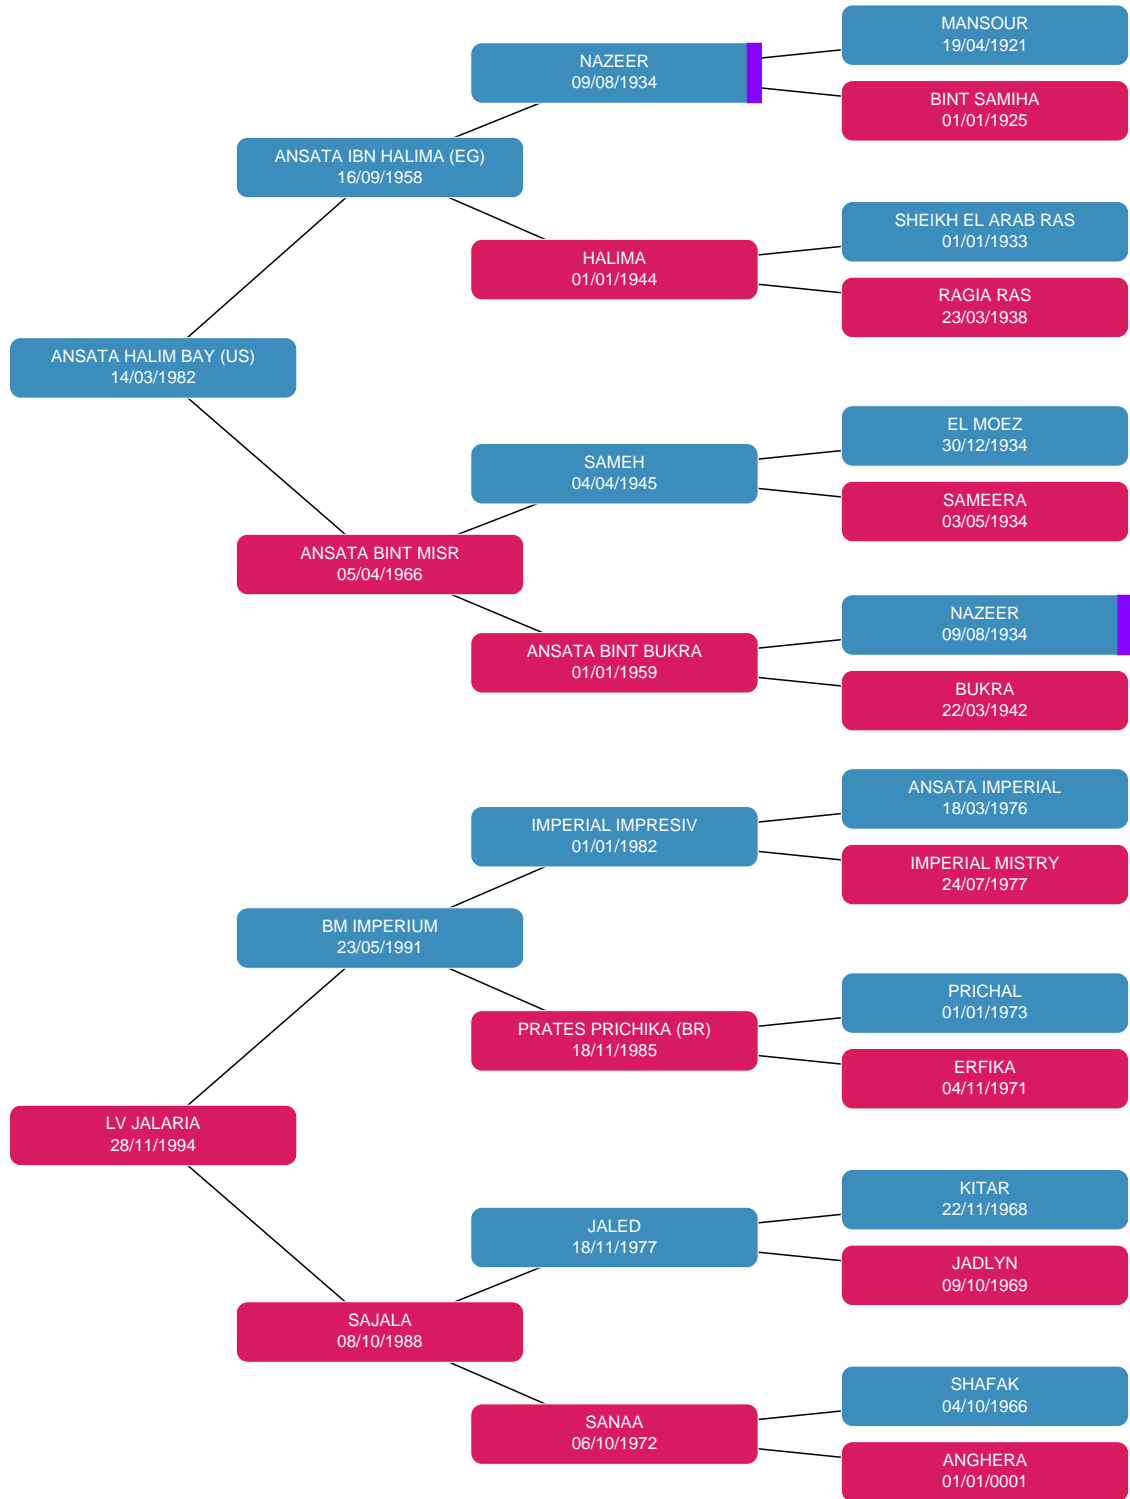 MANSOUR
19/04/1921
NAZEER
09/08/1934
BINT SAMIHA
01/01/1925
ANSATA IBN HALIMA (EG)
16/09/1958
SHEIKH EL ARAB RAS
01/01/1933
HALIMA
01/01/1944
RAGIA RAS
23/03/1938
ANSATA HALIM BAY (US)
14/03/1982
EL MOEZ
30/12/1934
SAMEH
04/04/1945
SAMEERA
03/05/1934
ANSATA BINT MISR
05/04/1966
NAZEER
09/08/1934
ANSATA BINT BUKRA
01/01/1959
BUKRA
22/03/1942
ANSATA IMPERIAL
18/03/1976
IMPERIAL IMPRESIV
01/01/1982
IMPERIAL MISTRY
24/07/1977
BM IMPERIUM
23/05/1991
PRICHAL
01/01/1973
PRATES PRICHIKA (BR)
18/11/1985
ERFIKA
04/11/1971
LV JALARIA
28/11/1994
KITAR
22/11/1968
JALED
18/11/1977
JADLYN
09/10/1969
SAJALA
08/10/1988
SHAFAK
04/10/1966
SANAA
06/10/1972
ANGHERA
01/01/0001